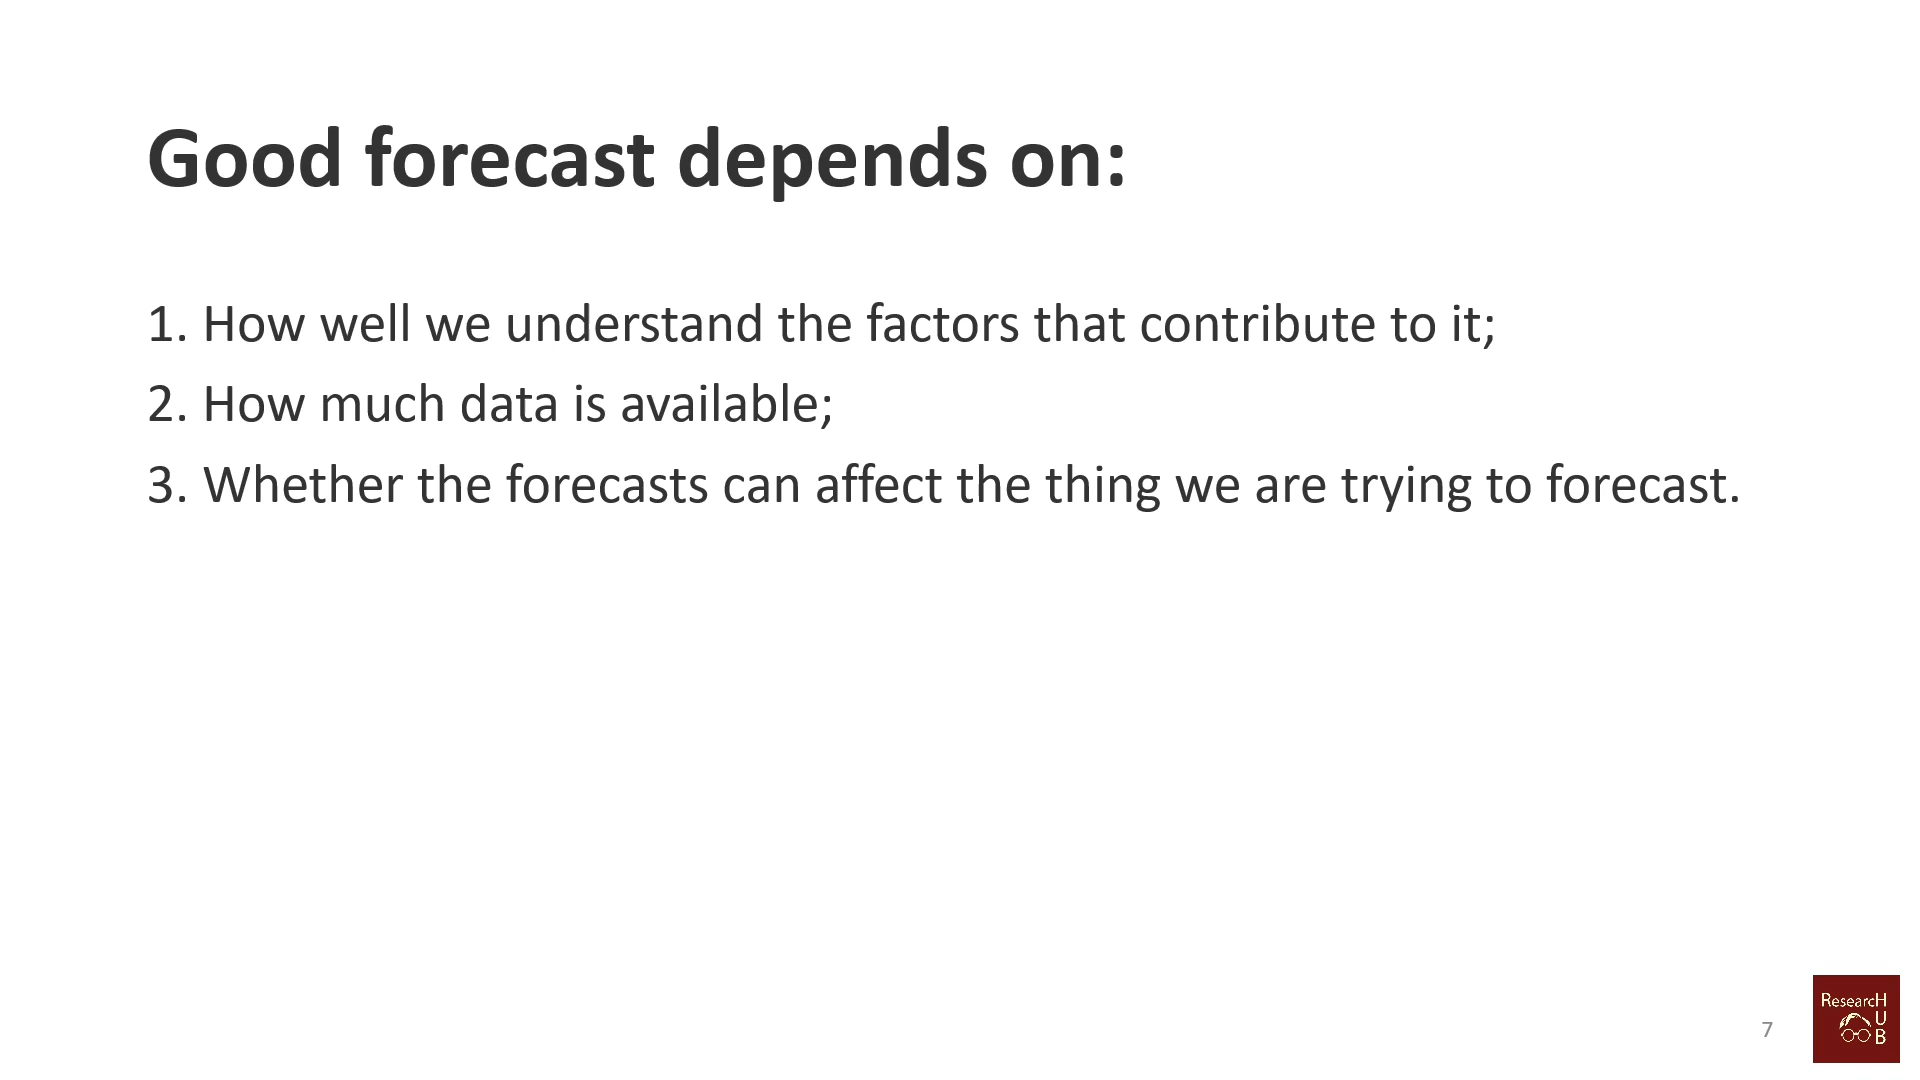 Good forecast depends on:
1. How well we understand the factors that contribute to it;
2. How much data is available;
3. Whether the forecasts can affect the thing we are trying to forecast.
7
ResearcH
U
B